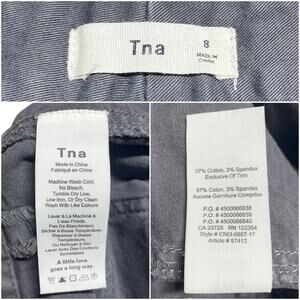 Tna
8
MADE IN
CHINA
Tna
Made in China
Fabriqué en China
Machine Wash Cold,
No Bleach,
Tumble Dry Low,
Low Iron, Or Dry Clean
Wash With Like Colours
Laver À La Machine &
L'eau Froide,
Pas De Blanchiment,
Sécher À Basse Température,
Repasser À Basse
Température,
Ou Nettoyer À Sec
Laver Avec Couleurs
Similaires
A little love
goes a long way.
97% Cotton, 3% Spandex
Exclusive Of Trim
97% Cotton, 3% Spandex
Aucune Garniture Comprise
P.O. # 4500066638
P.O. # 4500066639
P.O. # 4500066640
CA 23725 RN 122354
Style # CN03-6867-17
Article # 57412